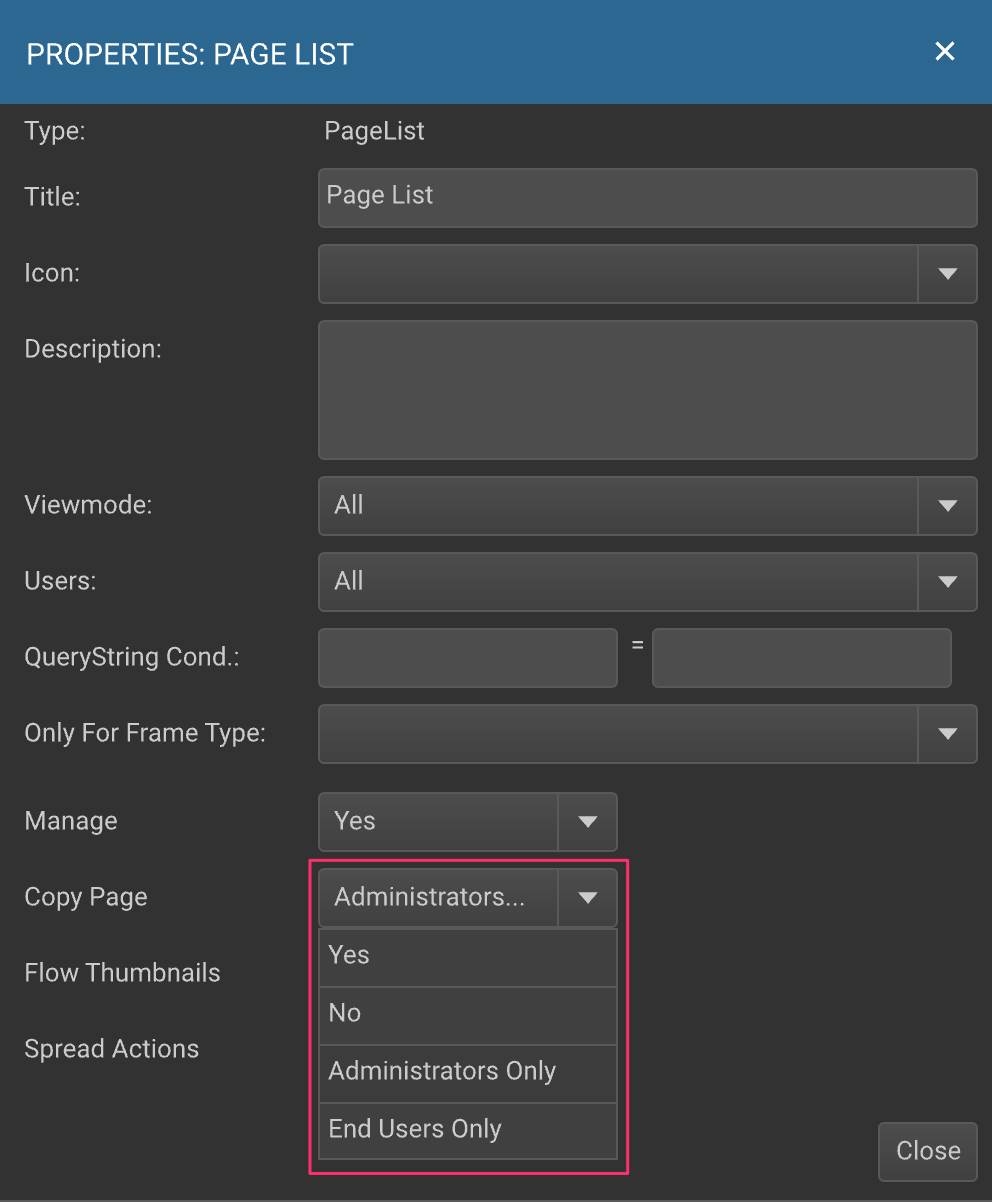 PROPERTIES: PAGE LIST
Type: PageList
Title: Page List
Icon:
Description:
Viewmode: All
Users: All
QueryString Cond.: =
Only For Frame Type:
Manage Yes
Copy Page Administrators...
Yes
Flow Thumbnails
No
Spread Actions
Administrators Only
End Users Only
Close